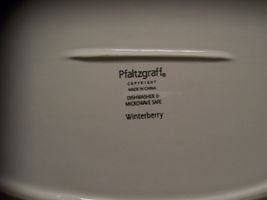 Pfaltzgraff®
COPYRIGHT
MADE IN CHINA
DISHWASHER &
MICROWAVE SAFE
Winterberry